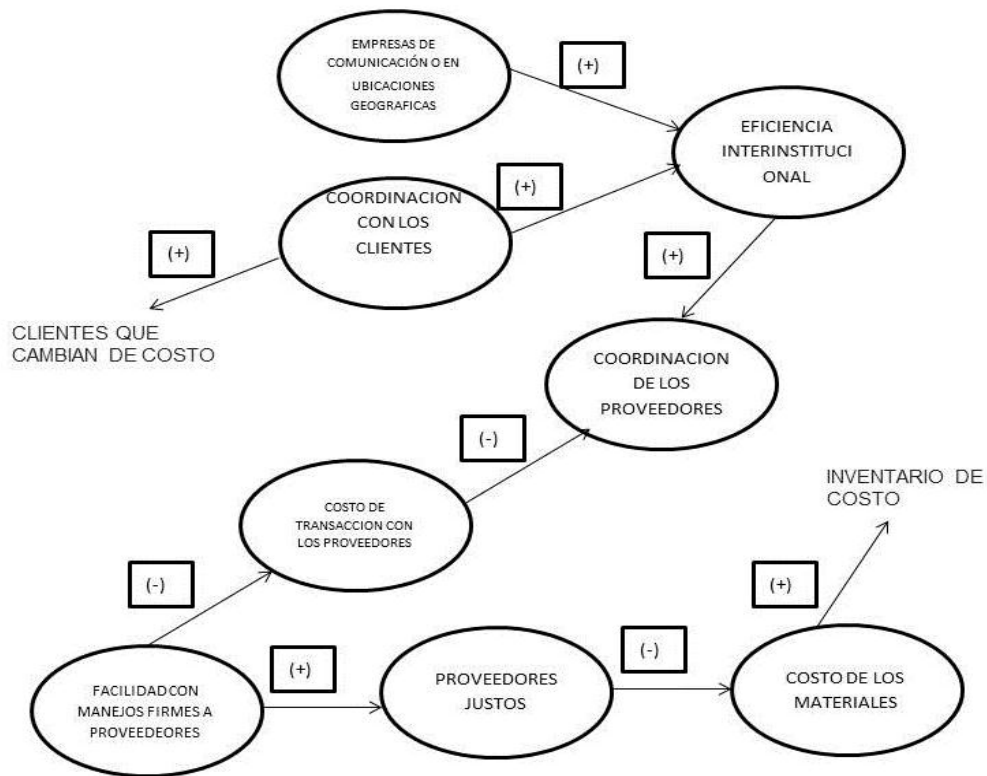 EMPRESAS DE
COMUNICACIÓN O EN
UBICACIONES
GEOGRAFICAS
(+)
EFICIENCIA
INTERINSTITUCI
ONAL
COORDINACION
CON LOS
CLIENTES
(+)
(+)
(+)
CLIENTES QUE
CAMBIAN DE COSTO
COORDINACION
DE LOS
PROVEEDORES
(-)
COSTO DE
TRANSACCION CON
LOS PROVEEDORES
INVENTARIO DE
COSTO
(-)
(+)
FACILIDAD CON
MANEJOS FIRMES A
PROVEEDEORES
(+)
PROVEEDORES
JUSTOS
(-)
COSTO DE LOS
MATERIALES